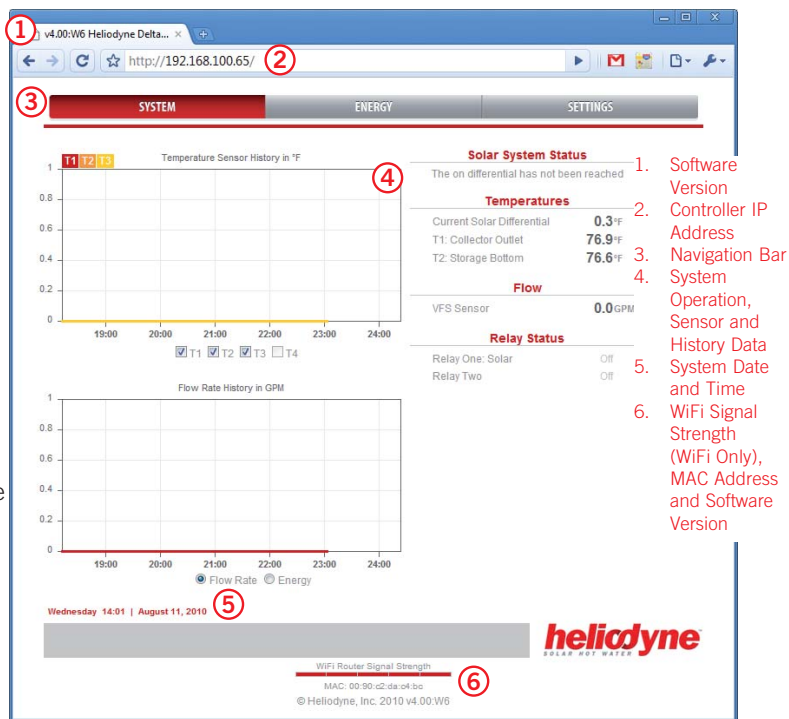 1
v4.00:W6 Heliodyne Delta...
http://192.168.100.65/
2
3
SYSTEM ENERGY SETTINGS
T1 T2 T3
Temperature Sensor History in °F
1
0.8
0.6
0.4
0.2
0
19:00 20:00 21:00 22:00 23:00 24:00
T1 T2 T3 T4
Flow Rate History in GPM
1
0.8
0.6
0.4
0.2
0
19:00 20:00 21:00 22:00 23:00 24:00
Flow Rate Energy
4
Solar System Status
The on differential has not been reached
Temperatures
Current Solar Differential 0.3°F
T1: Collector Outlet 76.9°F
T2: Storage Bottom 76.6°F
Flow
VFS Sensor 0.0 GPM
Relay Status
Relay One: Solar Off
Relay Two Off
Wednesday 14:01 | August 11, 2010
5
heliodyne
SOLAR HOT WATER
WiFi Router Signal Strength
MAC: 00:90:c2:da:c4:bc
© Heliodyne, Inc. 2010 v4.00:W6
6
1. Software
Version
2. Controller IP
Address
3. Navigation Bar
4. System
Operation,
Sensor and
History Data
5. System Date
and Time
6. WiFi Signal
Strength
(WiFi Only),
MAC Address
and Software
Version
e